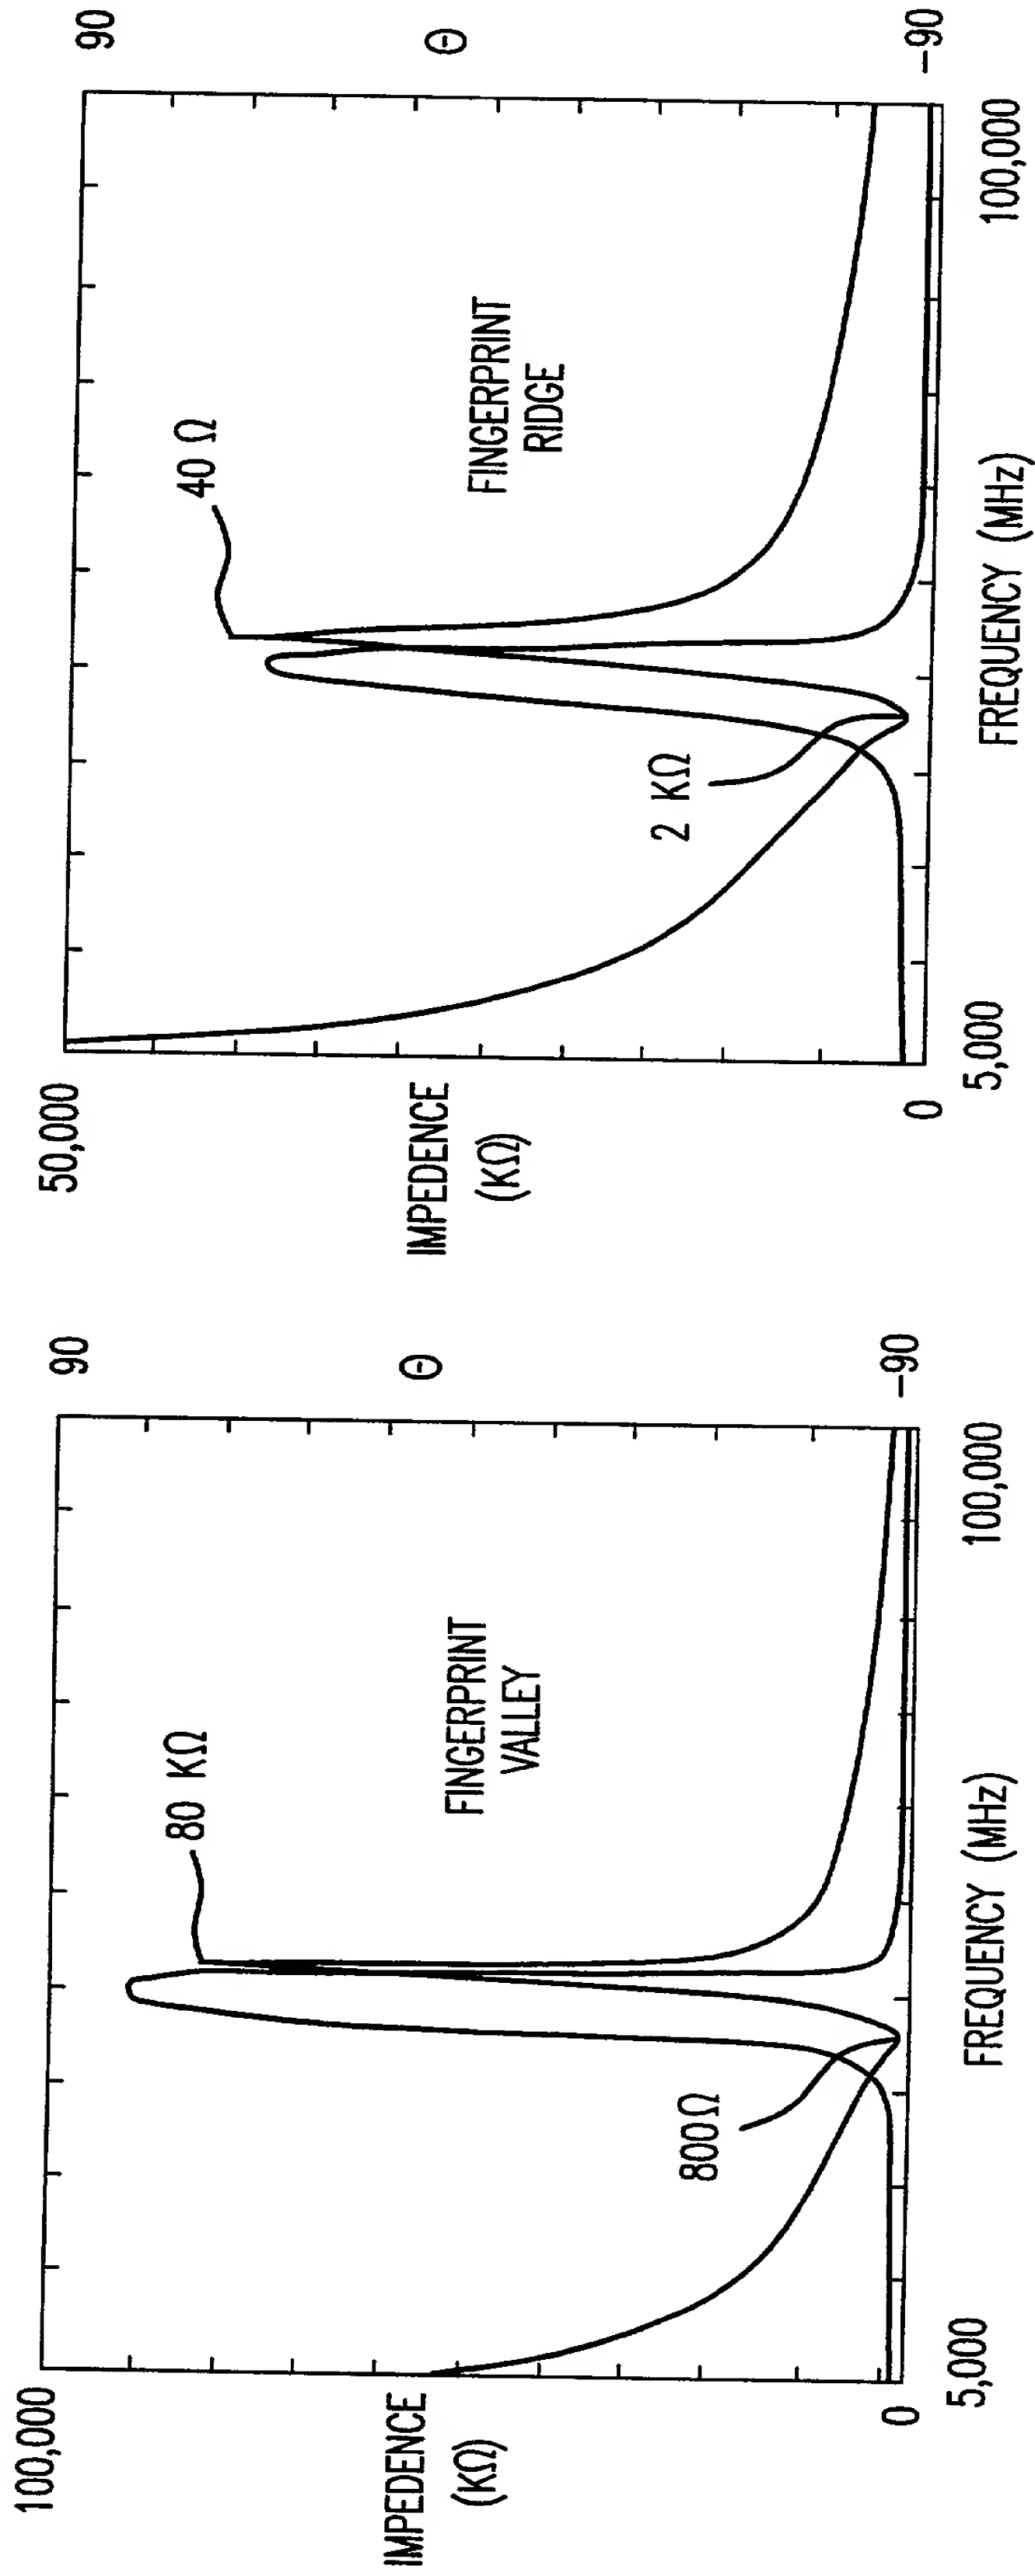 100,000
IMPEDENCE
(KΩ)
0
5,000
FREQUENCY (MHz)
100,000
90
Θ
-90
80 KΩ
800Ω
FINGERPRINT
VALLEY
50,000
IMPEDENCE
(KΩ)
0
5,000
FREQUENCY (MHz)
100,000
90
Θ
-90
40 Ω
2 KΩ
FINGERPRINT
RIDGE